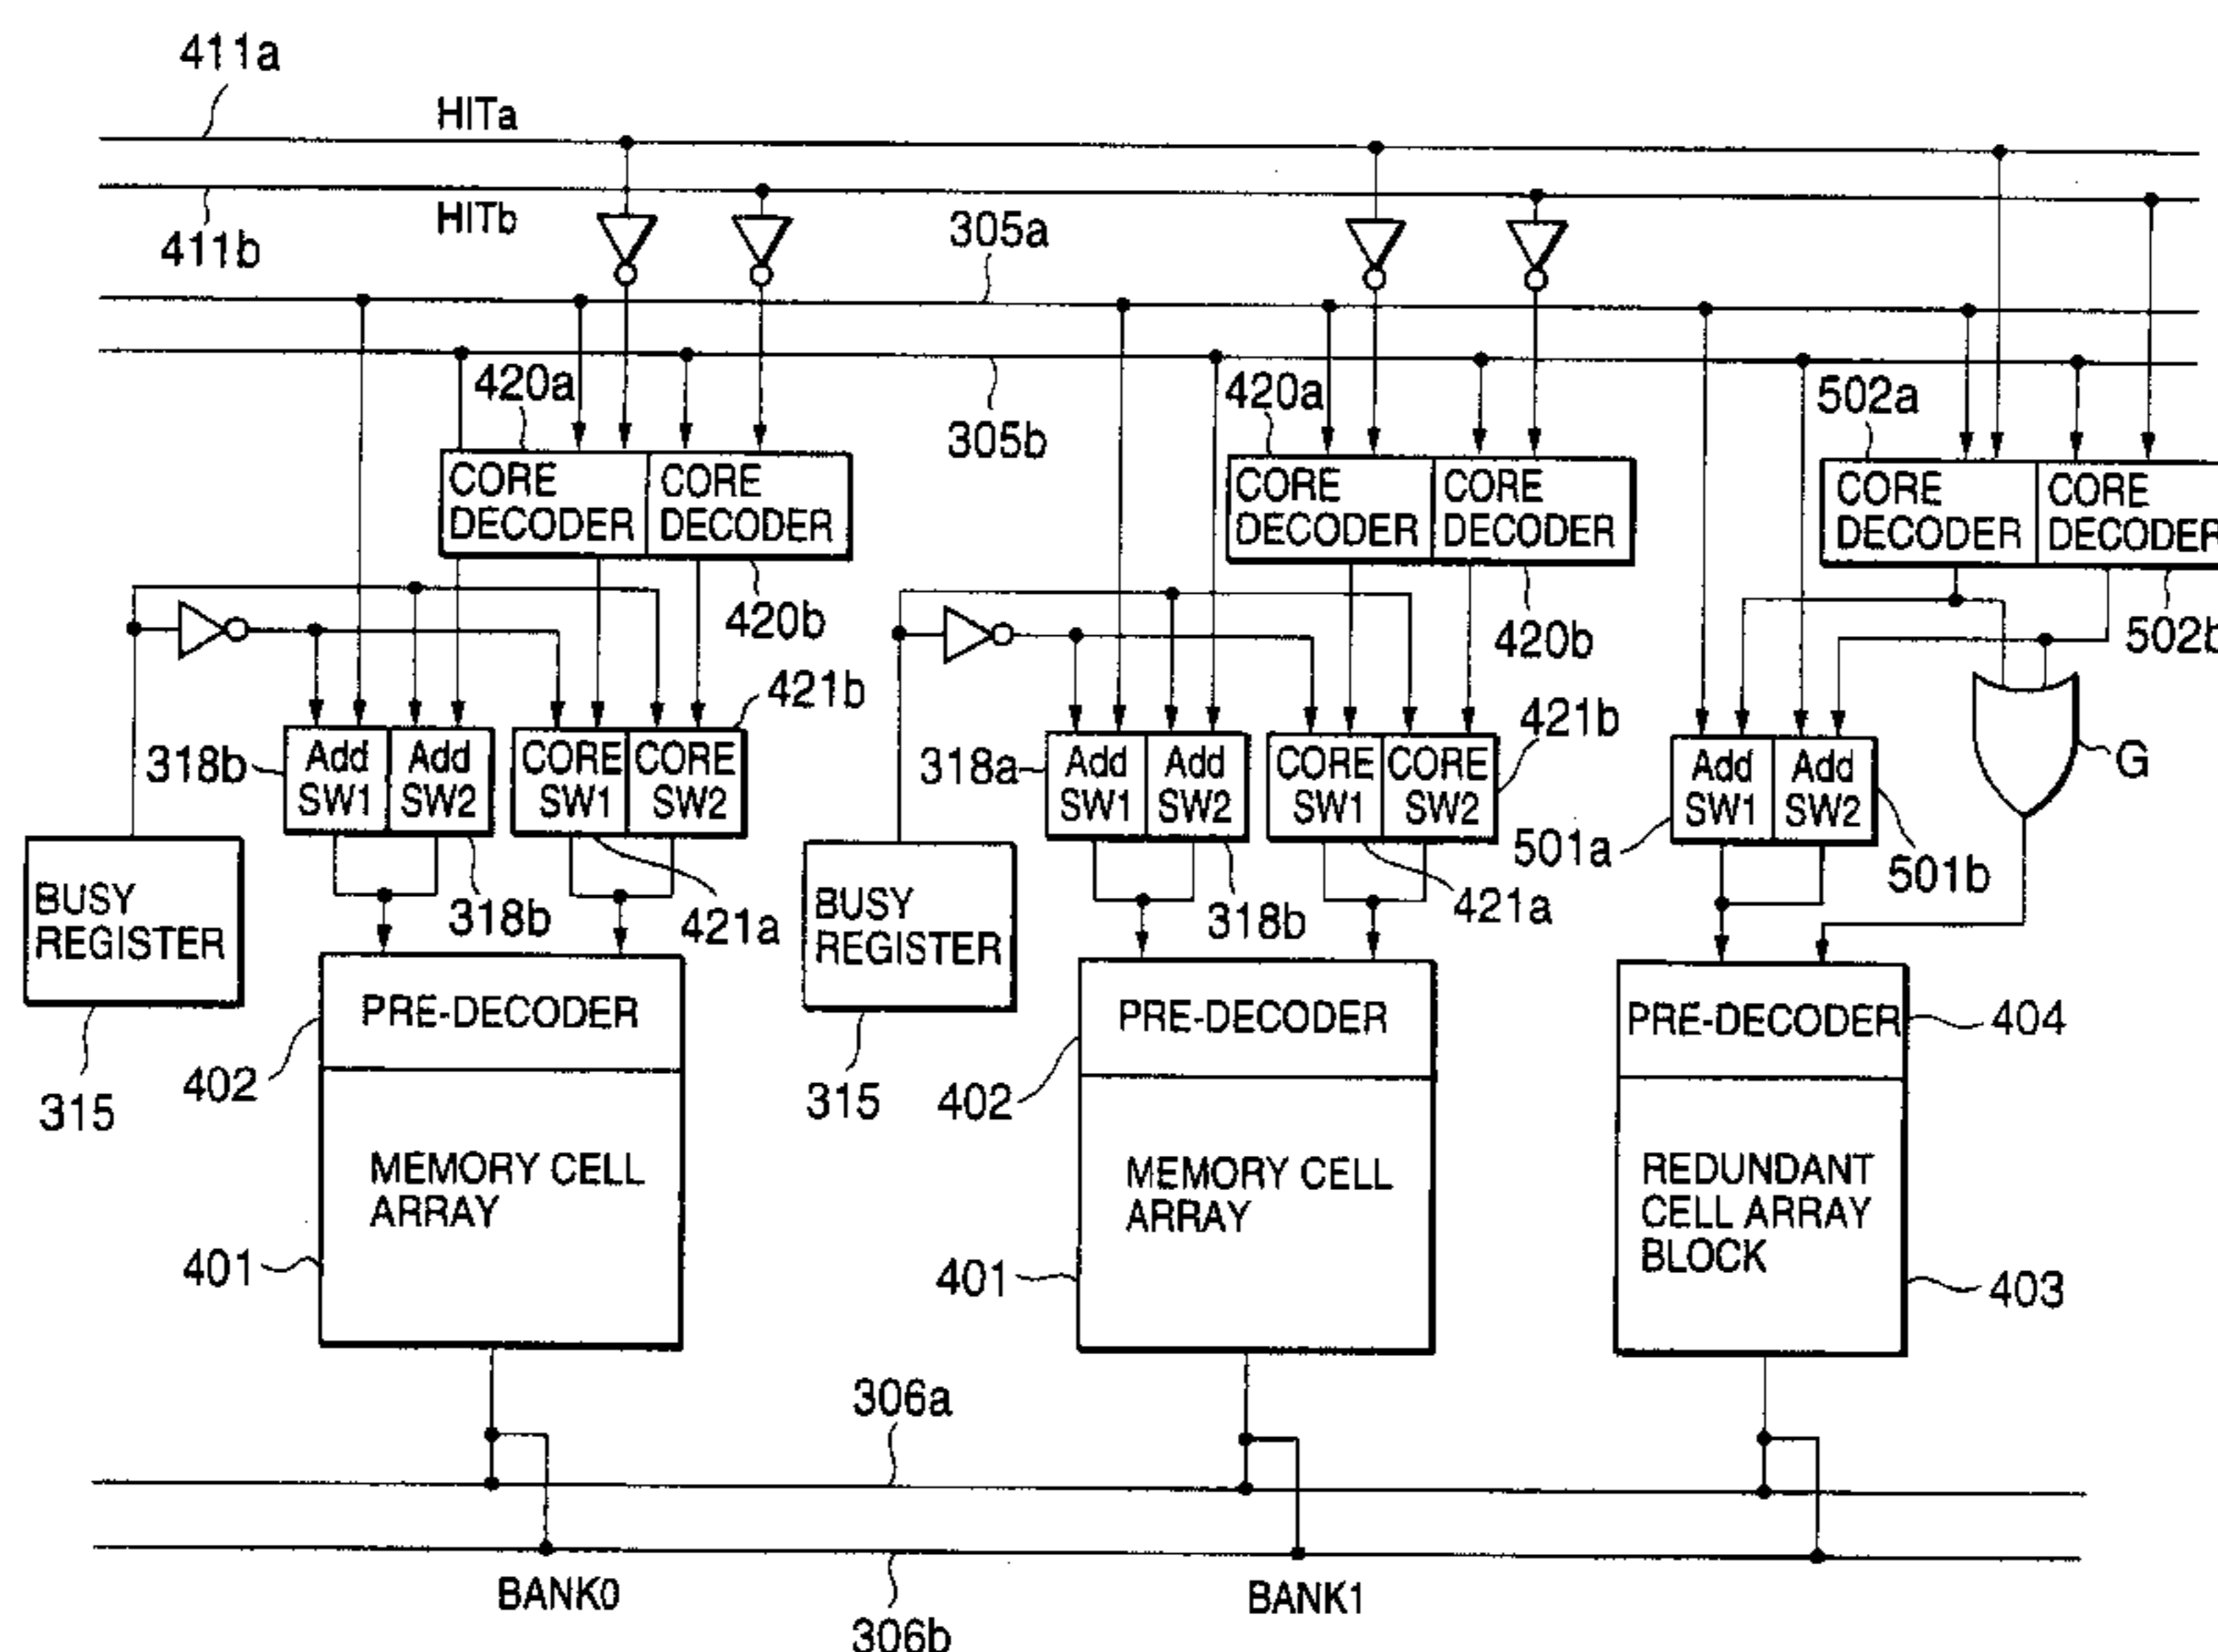 411a
HITa
HITb
411b
305a
305b
420a
420a
502a
CORE
DECODER
CORE
DECODER
CORE
DECODER
CORE
DECODER
CORE
DECODER
CORE
DECODER
420b
420b
502b
421b
421b
318b
Add
SW1
Add
SW2
CORE
SW1
CORE
SW2
318a
Add
SW1
Add
SW2
CORE
SW1
CORE
SW2
Add
SW1
Add
SW2
G
501a
501b
BUSY
REGISTER
318b
421a
BUSY
REGISTER
318b
421a
315
402
PRE-DECODER
315
402
PRE-DECODER
PRE-DECODER
404
MEMORY CELL
ARRAY
MEMORY CELL
ARRAY
REDUNDANT
CELL ARRAY
BLOCK
401
401
403
306a
BANK0
306b
BANK1